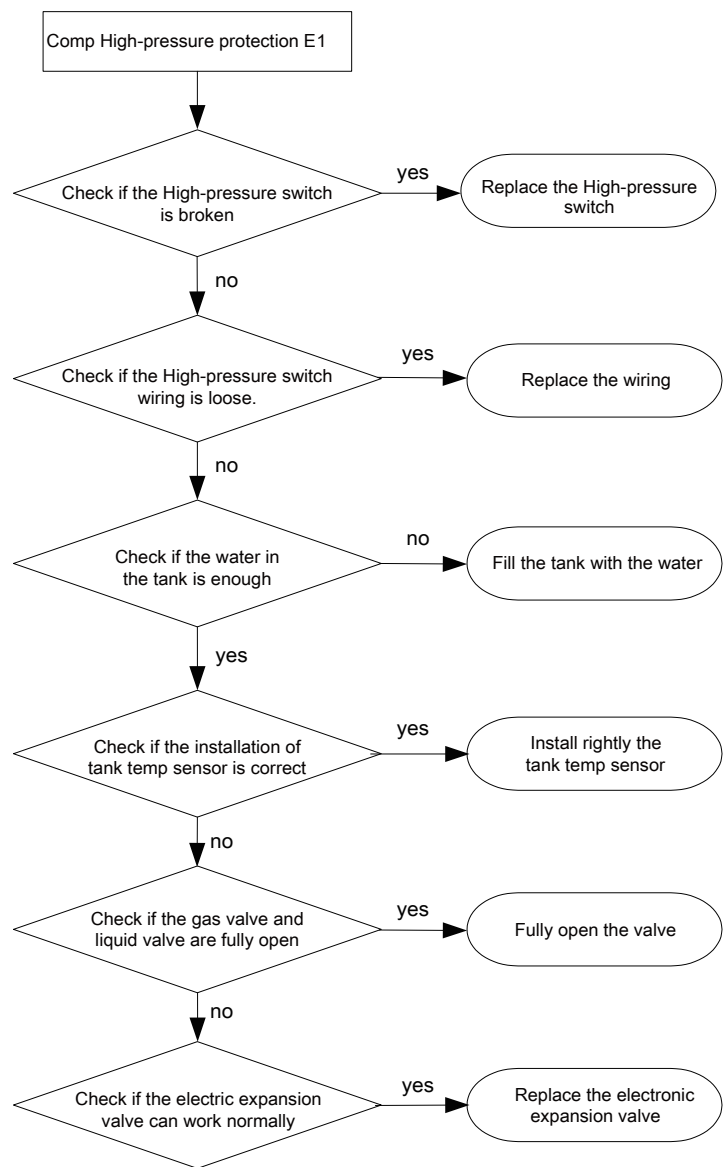 Comp High-pressure protection E1
Check if the High-pressure switch
is broken
yes
Replace the High-pressure
switch
no
Check if the High-pressure switch
wiring is loose.
yes
Replace the wiring
no
Check if the water in
the tank is enough
no
Fill the tank with the water
yes
Check if the installation of
tank temp sensor is correct
yes
Install rightly the
tank temp sensor
no
Check if the gas valve and
liquid valve are fully open
yes
Fully open the valve
no
Check if the electric expansion
valve can work normally
yes
Replace the electronic
expansion valve